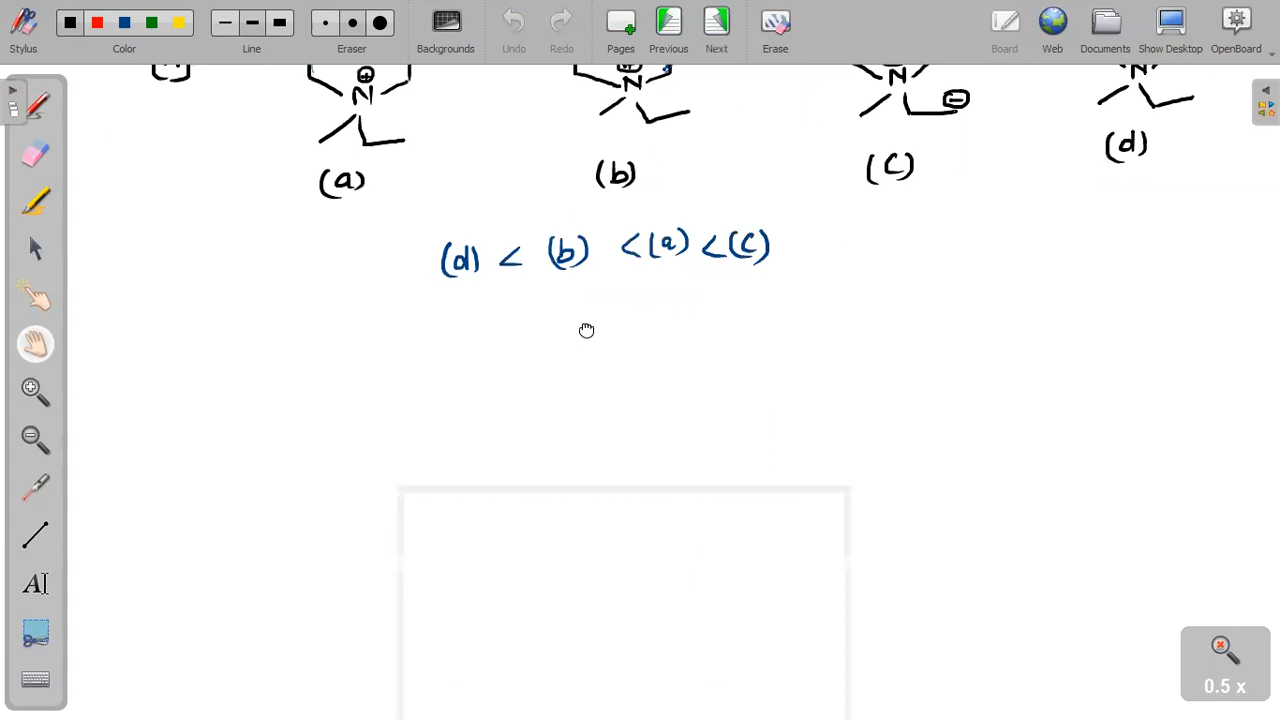 Stylus Color Line Eraser Backgrounds Undo Redo Pages Previous Next Erase Board Web Documents Show Desktop OpenBoard
N N N N
(a) (b) (c) (d)
(d) < (b) < (a) < (c)
0.5 x